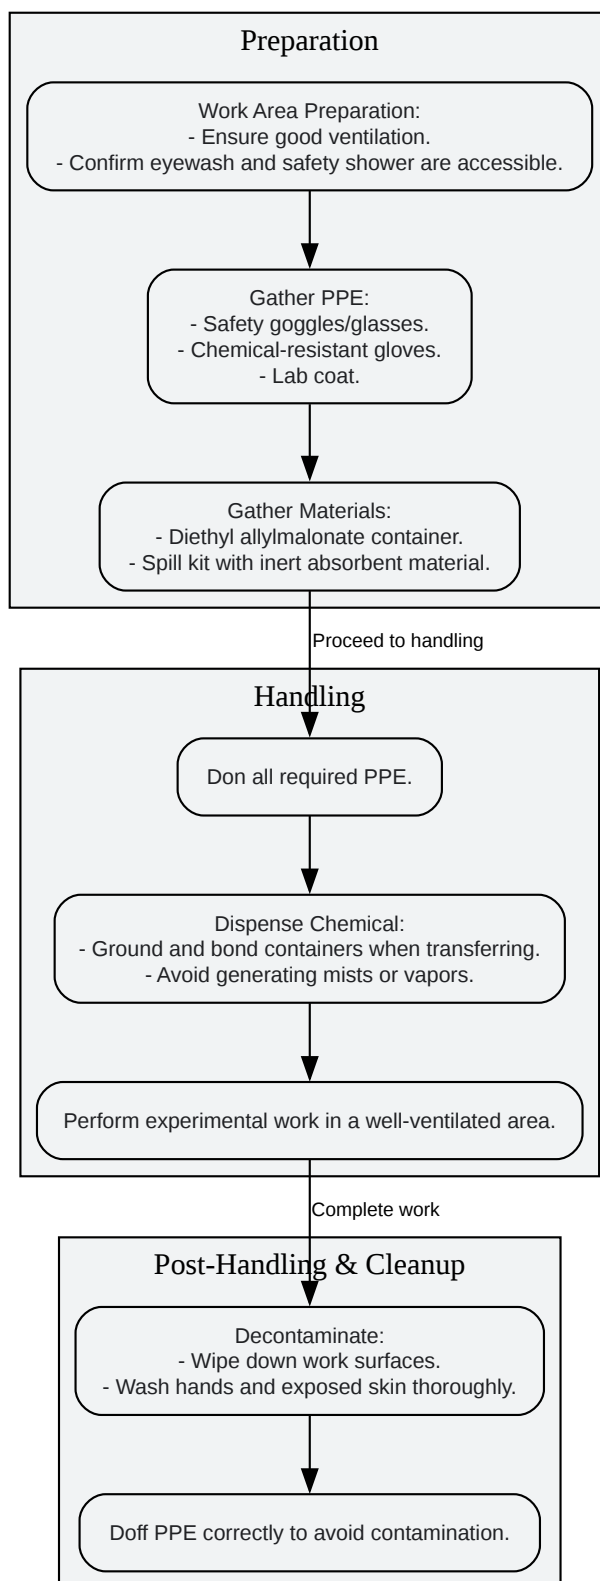 Preparation
Work Area Preparation:
- Ensure good ventilation.
- Confirm eyewash and safety shower are accessible.
Gather PPE:
- Safety goggles/glasses.
- Chemical-resistant gloves.
- Lab coat.
Gather Materials:
- Diethyl allylmalonate container.
- Spill kit with inert absorbent material.
Proceed to handling
Handling
Don all required PPE.
Dispense Chemical:
- Ground and bond containers when transferring.
- Avoid generating mists or vapors.
Perform experimental work in a well-ventilated area.
Complete work
Post-Handling & Cleanup
Decontaminate:
- Wipe down work surfaces.
- Wash hands and exposed skin thoroughly.
Doff PPE correctly to avoid contamination.